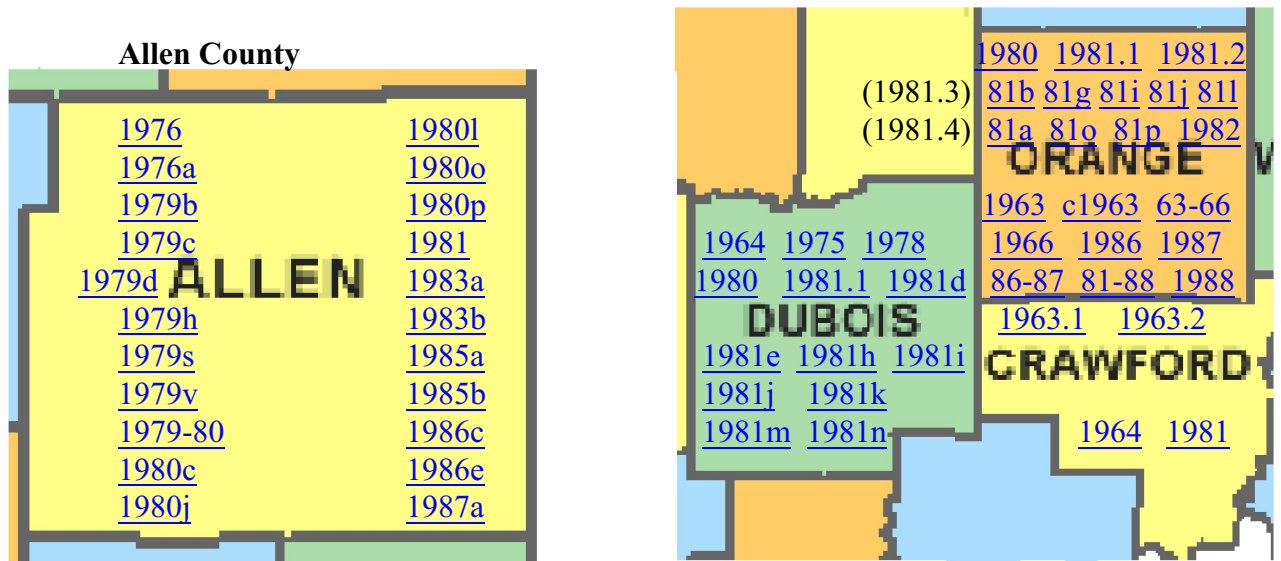 Allen County
1976 1980l
1976a 1980o
1979b 1980p
1979c 1981
1979d ALLEN 1983a
1979h 1983b
1979s 1985a
1979v 1985b
1979-80 1986c
1980c 1986e
1980j 1987a
1980 1981.1 1981.2
(1981.3) 81b 81g 81i 81j 81l
(1981.4) 81a 81o 81p 1982
ORANGE
1963 c1963 63-66
1966 1986 1987
86-87 81-88 1988
1964 1975 1978
1980 1981.1 1981d
DUBOIS
1981e 1981h 1981i
1981j 1981k
1981m 1981n
1963.1 1963.2
CRAWFORD
1964 1981